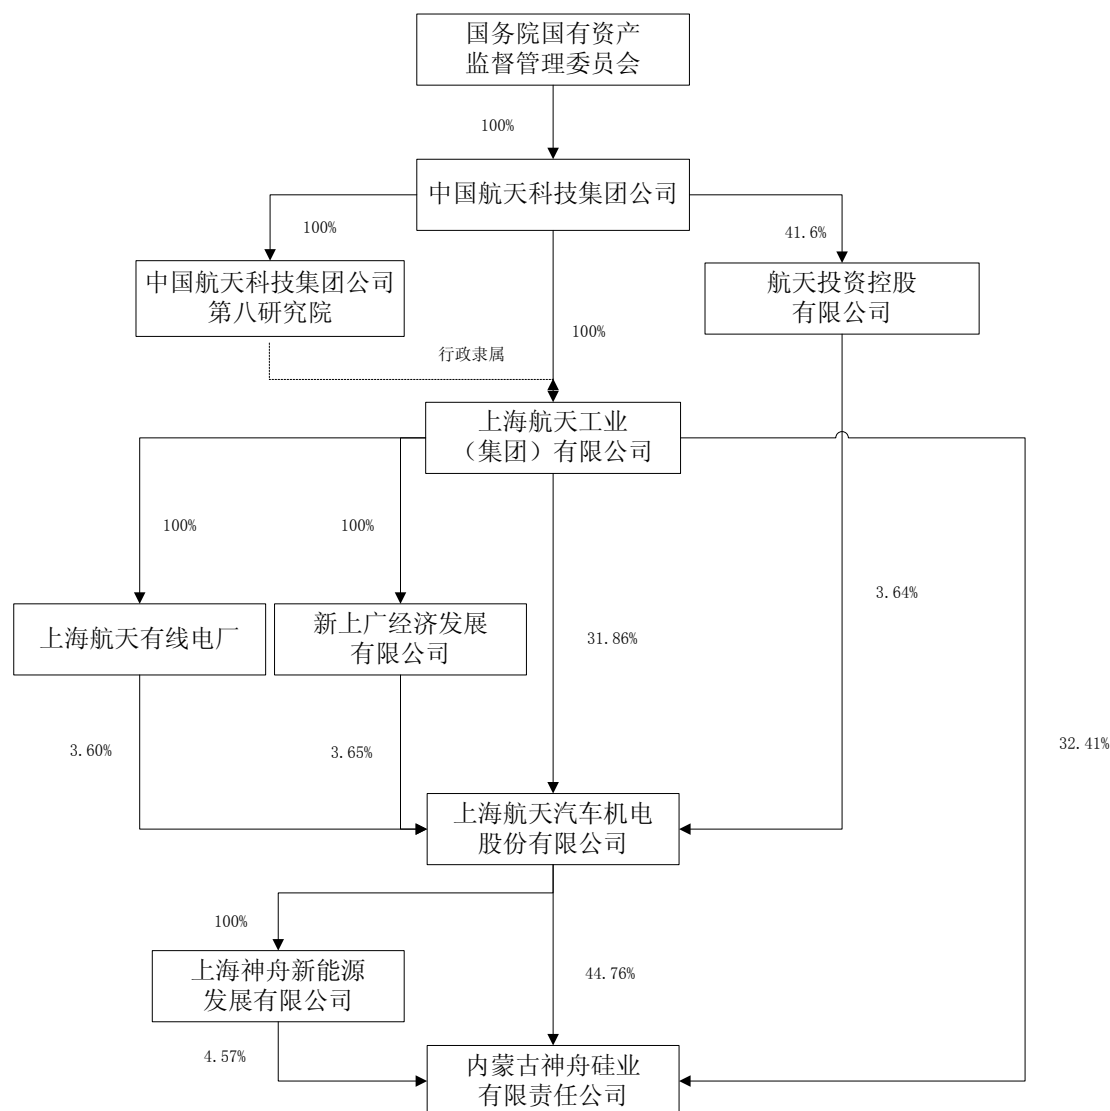 国务院国有资产
监督管理委员会
100%
中国航天科技集团公司
100%
41.6%
中国航天科技集团公司
第八研究院
航天投资控股
有限公司
100%
行政隶属
上海航天工业
（集团）有限公司
100%
100%
3.64%
上海航天有线电厂
新上广经济发展
有限公司
31.86%
3.60%
3.65%
32.41%
上海航天汽车机电
股份有限公司
100%
上海神舟新能源
发展有限公司
44.76%
4.57%
内蒙古神舟硅业
有限责任公司